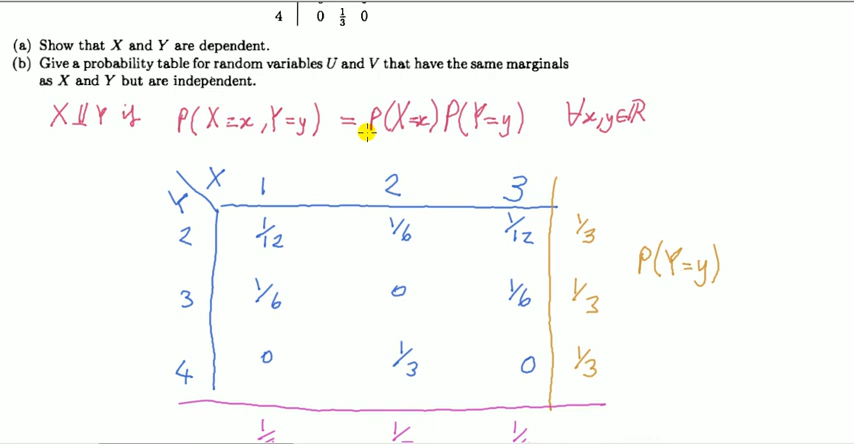 4 | 0 1/3 0
(a) Show that X and Y are dependent.
(b) Give a probability table for random variables U and V that have the same marginals
as X and Y but are independent.
X ⫫ Y if P(X=x, Y=y) = P(X=x) P(Y=y) ∀x,y∈ℝ
Y \ X 1 2 3
2 1/12 1/6 1/12 1/3
P(Y=y)
3 1/6 0 1/6 1/3
4 0 1/3 0 1/3